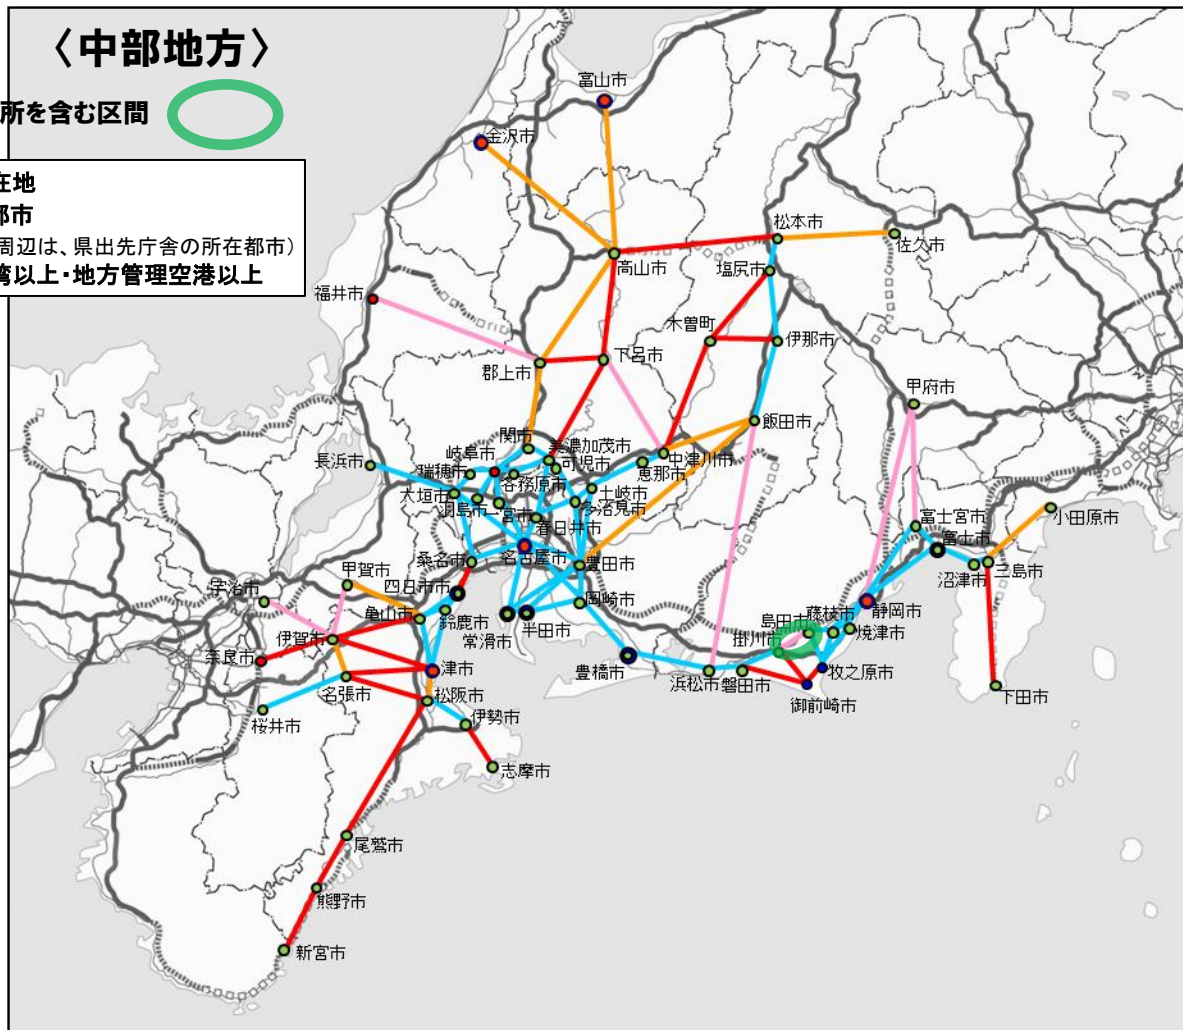 〈中部地方〉
所を含む区間
在地
都市
周辺は、県出先庁舎の所在都市）
湾以上・地方管理空港以上
富山市
金沢市
松本市
佐久市
高山市
塩尻市
福井市
木曽町
伊那市
下呂市
郡上市
甲府市
飯田市
関市
美濃加茂市
岐阜市
中津川市
可児市
長浜市
瑞穂市
恵那市
各務原市
大垣市
土岐市
羽島市
多治見市
一宮市
小田原市
春日井市
富士宮市
富士市
名古屋市
桑名市
豊田市
沼津市
三島市
甲賀市
四日市市
宇治市
岡崎市
静岡市
亀山市
鈴鹿市
半田市
島田市
藤枝市
焼津市
伊賀市
常滑市
掛川市
奈良市
津市
豊橋市
浜松市
磐田市
牧之原市
名張市
松阪市
御前崎市
下田市
桜井市
伊勢市
志摩市
尾鷲市
熊野市
新宮市